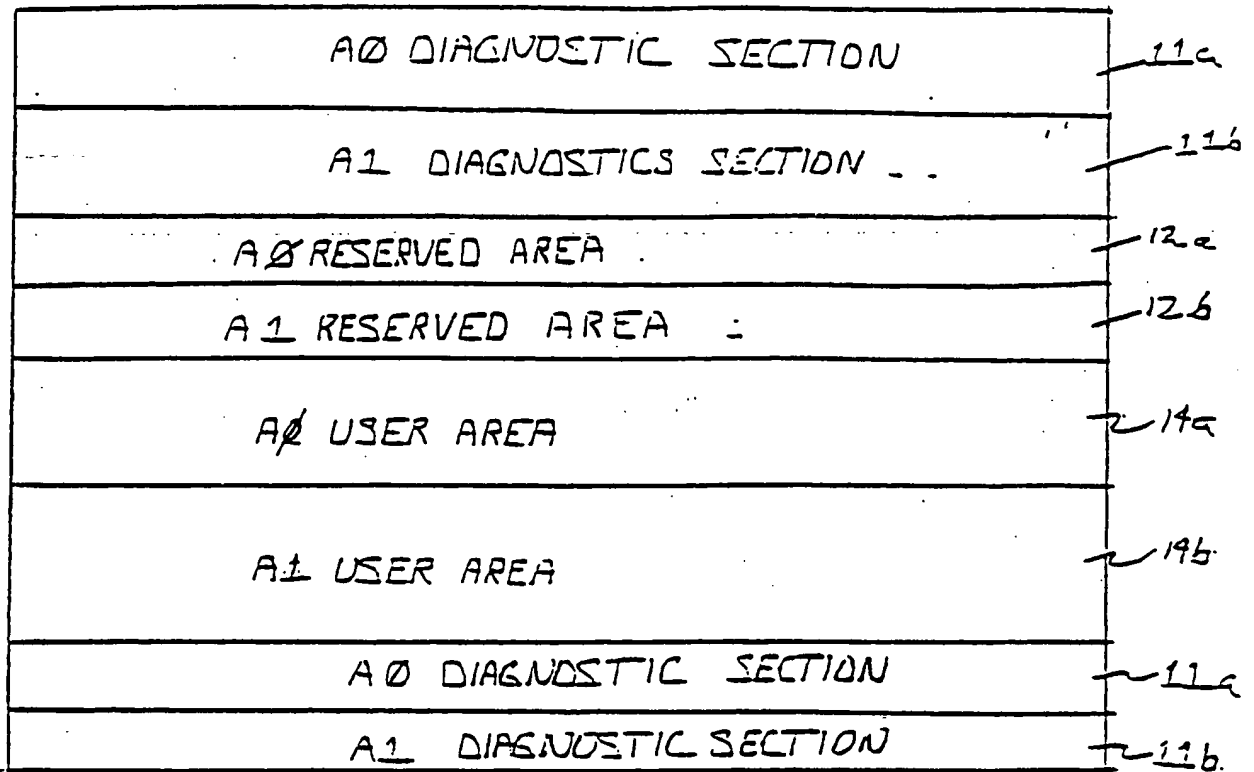 AØ DIAGNOSTIC SECTION 11a
A1 DIAGNOSTICS SECTION 11b
AØ RESERVED AREA 12a
A1 RESERVED AREA 12b
AØ USER AREA 14a
A1 USER AREA 14b
AØ DIAGNOSTIC SECTION 11a
A1 DIAGNOSTIC SECTION 11b.